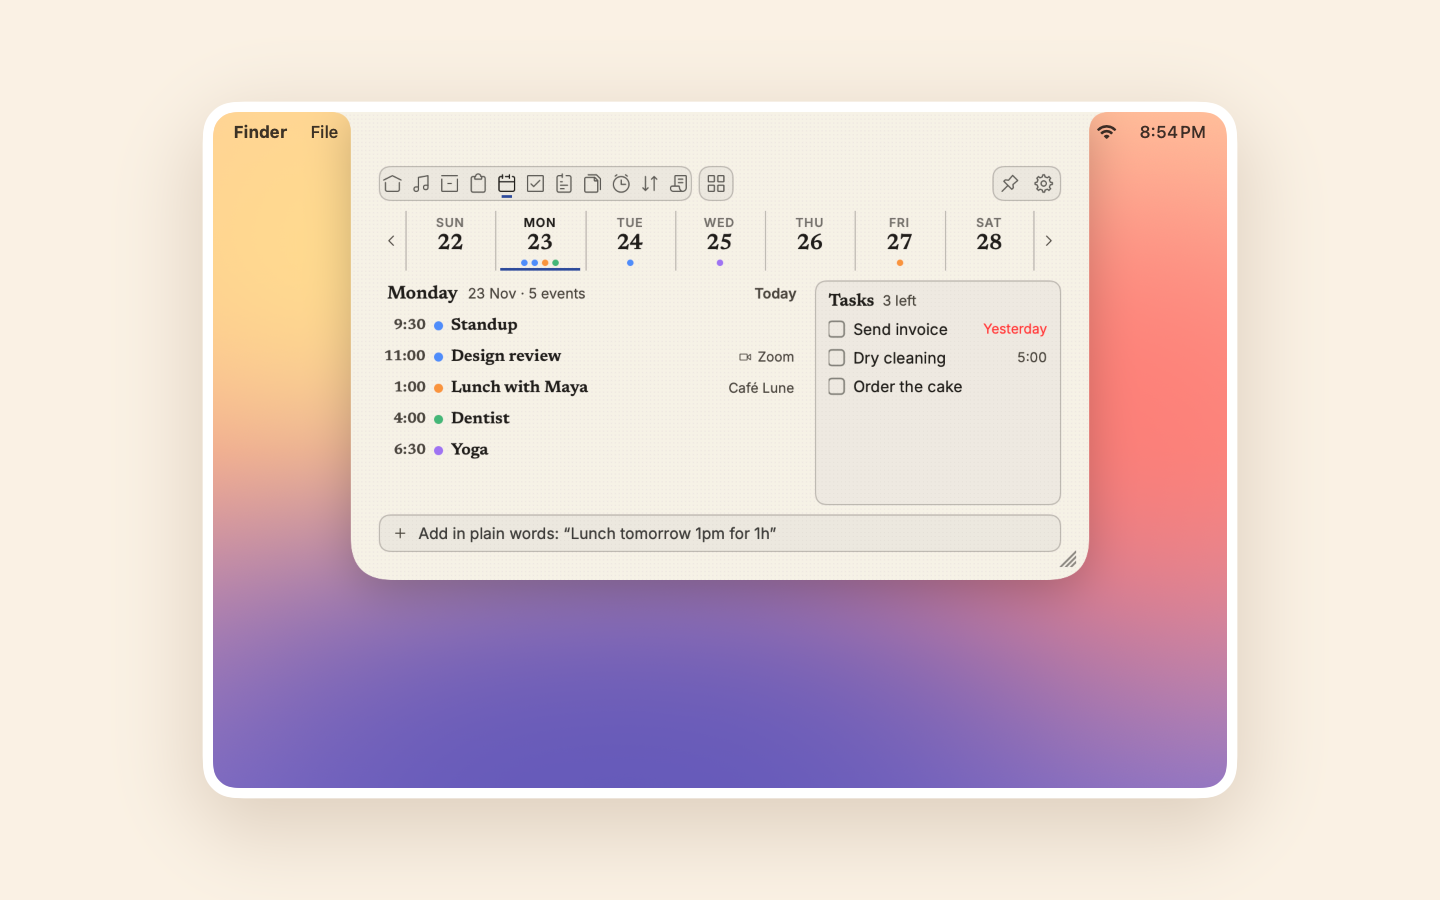 Finder File 8:54 PM
SUN MON TUE WED THU FRI SAT
22 23 24 25 26 27 28
Monday 23 Nov · 5 events Today
9:30 Standup
11:00 Design review Zoom
1:00 Lunch with Maya Café Lune
4:00 Dentist
6:30 Yoga
Tasks 3 left
Send invoice Yesterday
Dry cleaning 5:00
Order the cake
+ Add in plain words: “Lunch tomorrow 1pm for 1h”